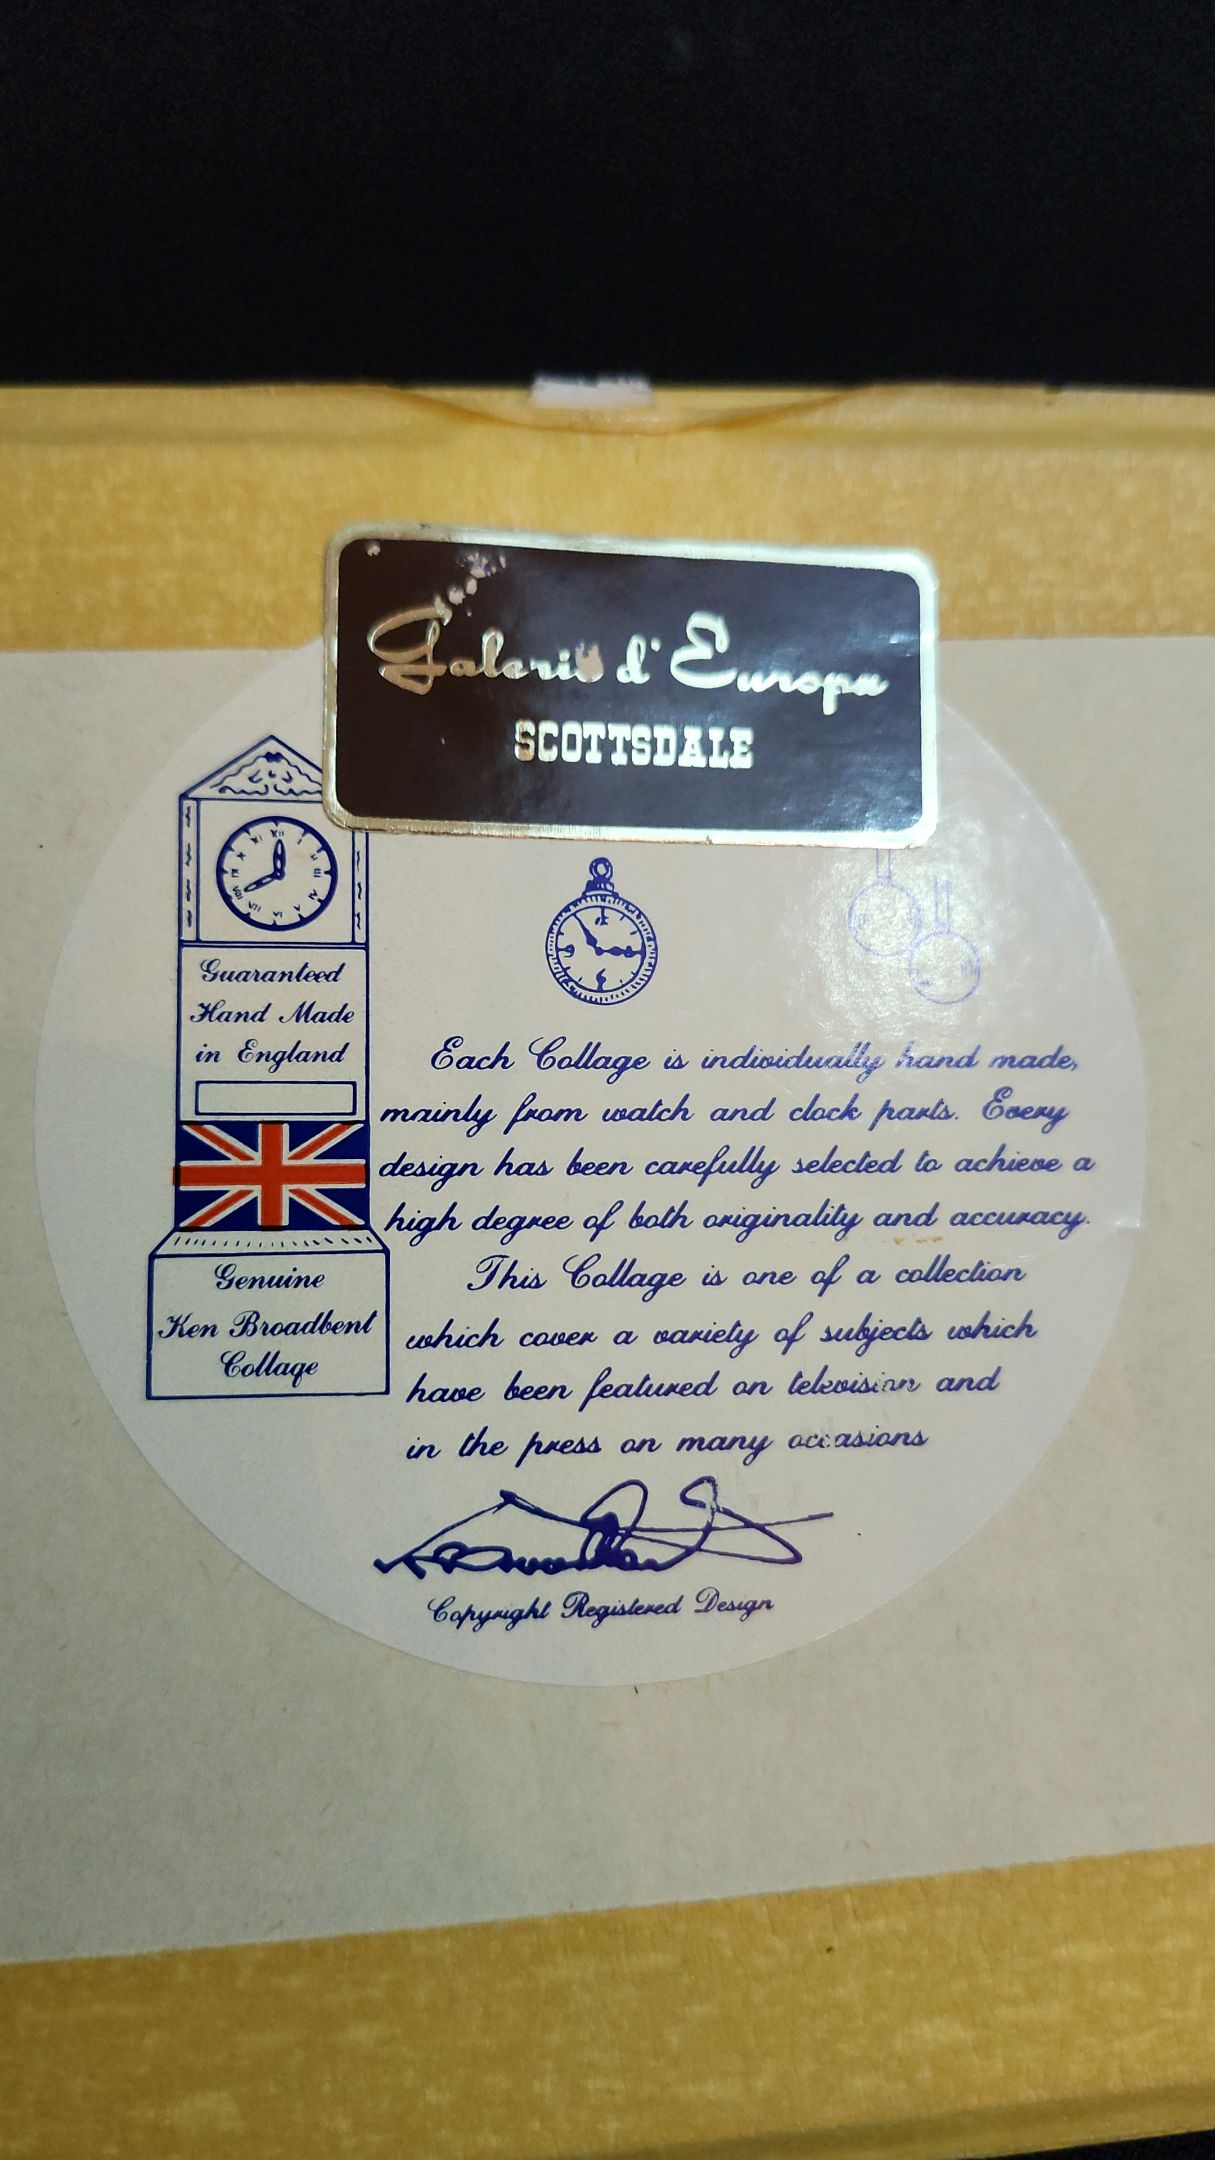 Galerie d' Europa
SCOTTSDALE
Guaranteed
Hand Made
in England
Genuine
Ken Broadbent
Collage
Each Collage is individually hand made,
mainly from watch and clock parts. Every
design has been carefully selected to achieve a
high degree of both originality and accuracy.
This Collage is one of a collection
which cover a variety of subjects which
have been featured on television and
in the press on many occasions
Copyright Registered Design